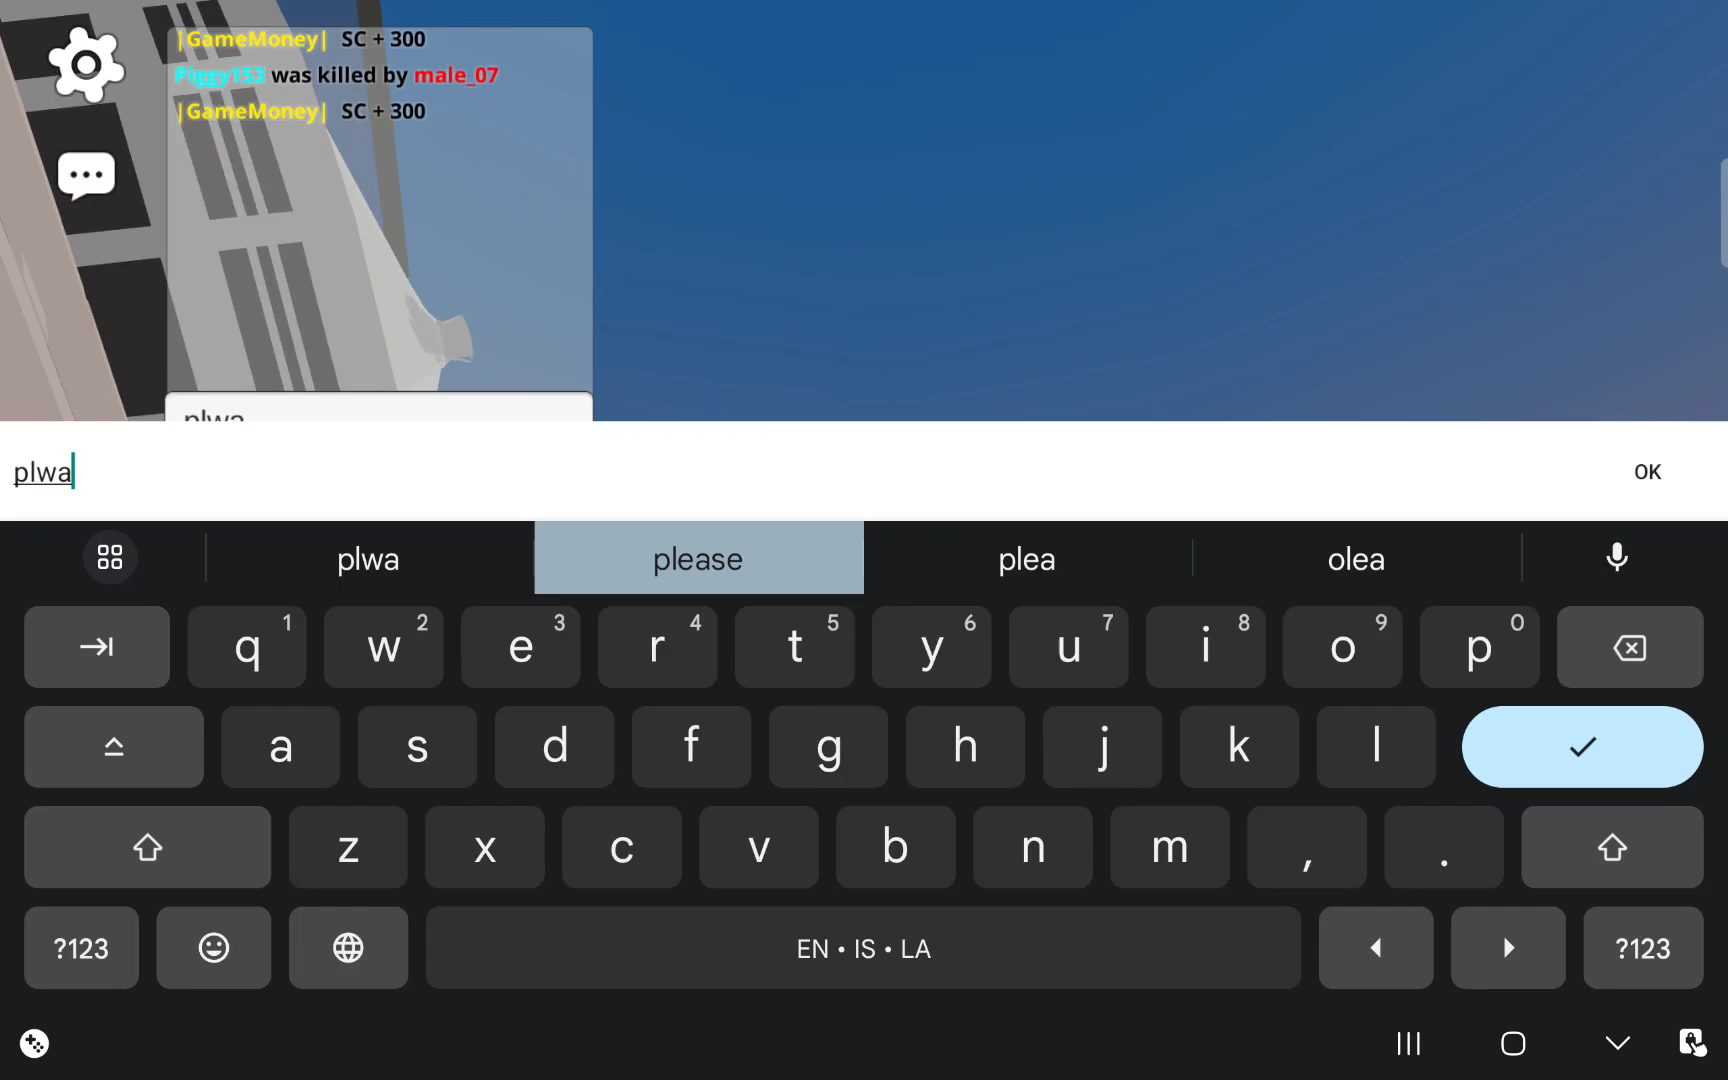 |GameMoney| SC + 300
Piggy153 was killed by male_07
|GameMoney| SC + 300
plwa
plwa
OK
plwa please plea olea
q 1 w 2 e 3 r 4 t 5 y 6 u 7 i 8 o 9 p 0
a s d f g h j k l
z x c v b n m , .
?123 EN • IS • LA ?123